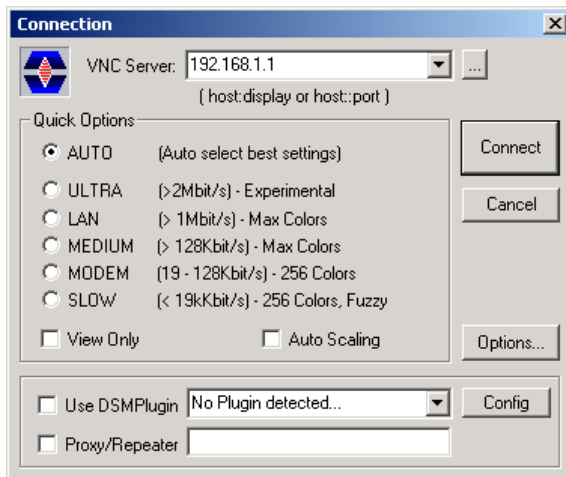 Connection
VNC Server: 192.168.1.1 ...
( host:display or host::port )
Quick Options
AUTO (Auto select best settings)
ULTRA (>2Mbit/s) - Experimental
LAN (> 1Mbit/s) - Max Colors
MEDIUM (> 128Kbit/s) - Max Colors
MODEM (19 - 128Kbit/s) - 256 Colors
SLOW (< 19kKbit/s) - 256 Colors, Fuzzy
View Only Auto Scaling
Connect
Cancel
Options...
Use DSMPlugin No Plugin detected... Config
Proxy/Repeater